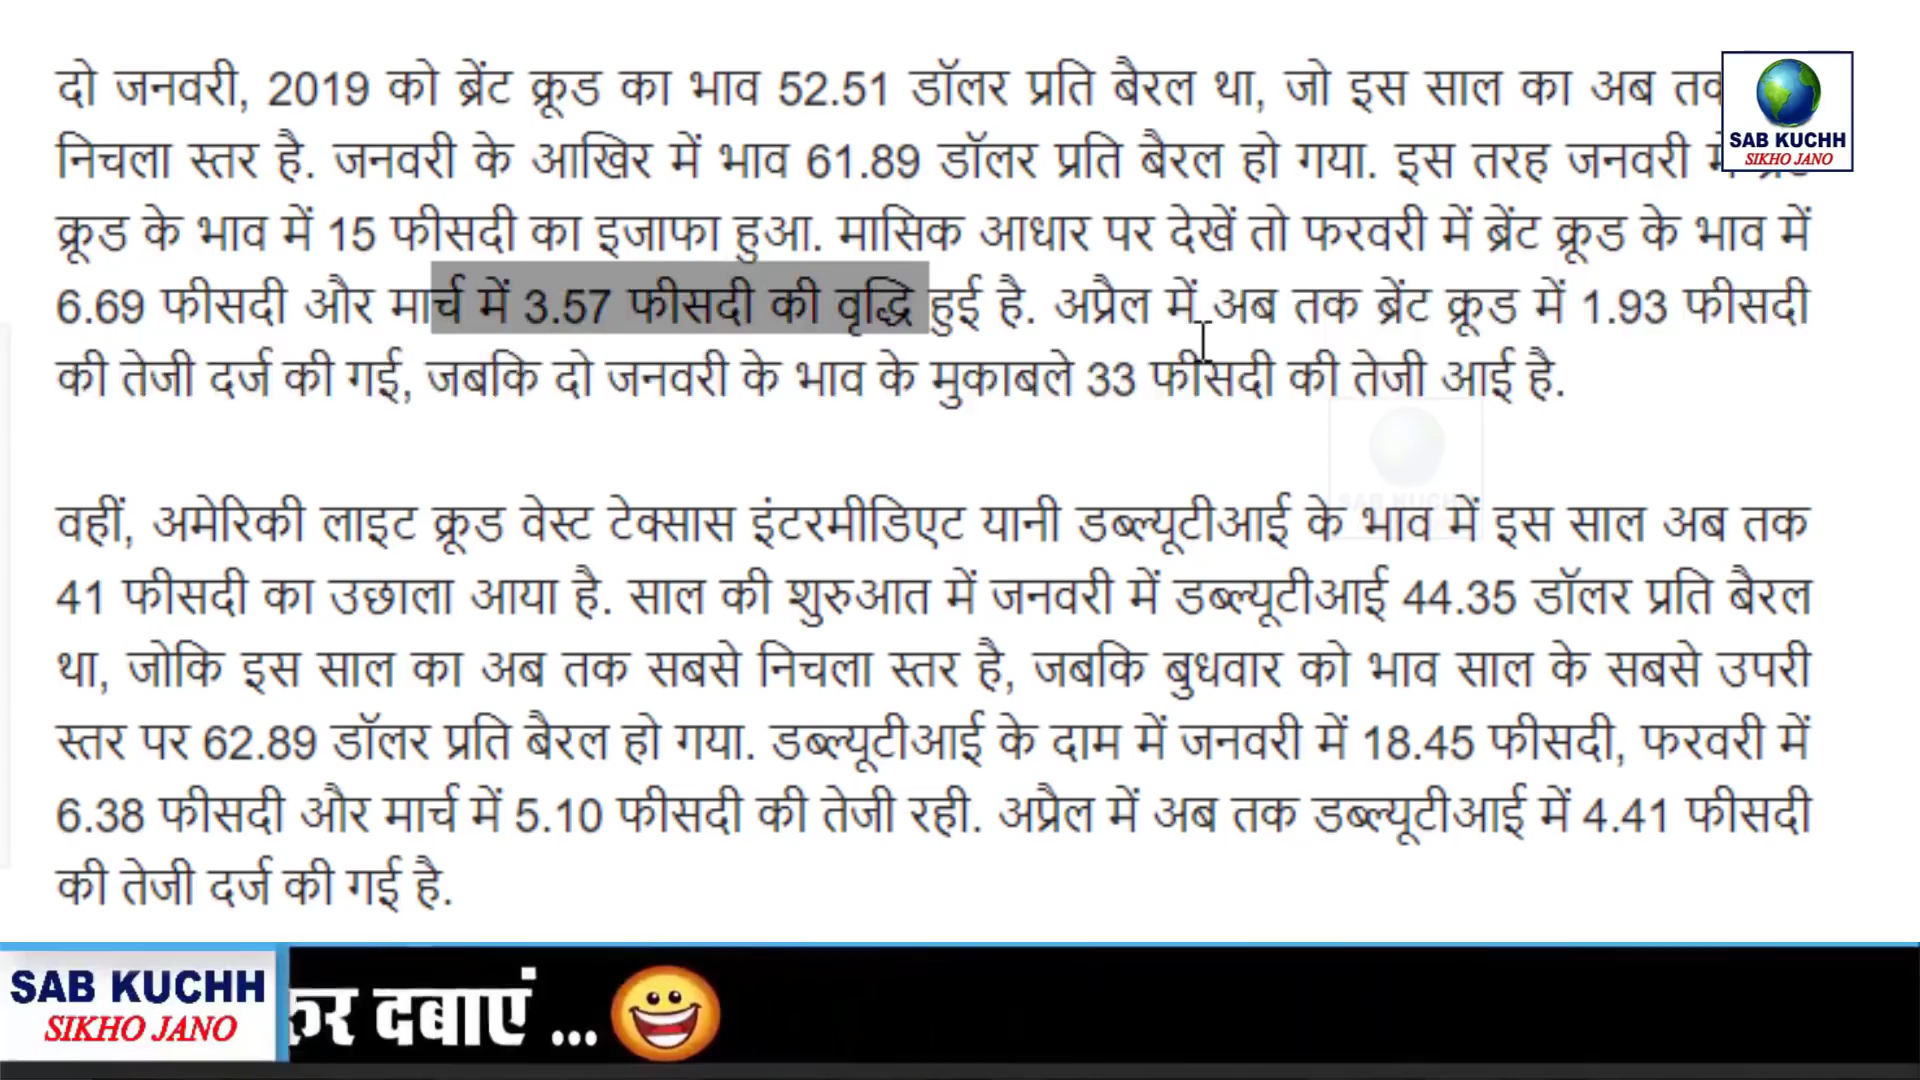 दो जनवरी, 2019 को ब्रेंट क्रूड का भाव 52.51 डॉलर प्रति बैरल था, जो इस साल का अब
निचला स्तर है. जनवरी के आखिर में भाव 61.89 डॉलर प्रति बैरल हो गया. इस तरह जनवरी
क्रूड के भाव में 15 फीसदी का इजाफा हुआ. मासिक आधार पर देखें तो फरवरी में ब्रेंट क्रूड के भाव में
6.69 फीसदी और मार्च में 3.57 फीसदी की वृद्धि हुई है. अप्रैल में अब तक ब्रेंट क्रूड में 1.93 फीसदी
की तेजी दर्ज की गई, जबकि दो जनवरी के भाव के मुकाबले 33 फीसदी की तेजी आई है.
वहीं, अमेरिकी लाइट क्रूड वेस्ट टेक्सास इंटरमीडिएट यानी डब्ल्यूटीआई के भाव में इस साल अब तक
41 फीसदी का उछाला आया है. साल की शुरुआत में जनवरी में डब्ल्यूटीआई 44.35 डॉलर प्रति बैरल
था, जोकि इस साल का अब तक सबसे निचला स्तर है, जबकि बुधवार को भाव साल के सबसे उपरी
स्तर पर 62.89 डॉलर प्रति बैरल हो गया. डब्ल्यूटीआई के दाम में जनवरी में 18.45 फीसदी, फरवरी में
6.38 फीसदी और मार्च में 5.10 फीसदी की तेजी रही. अप्रैल में अब तक डब्ल्यूटीआई में 4.41 फीसदी
की तेजी दर्ज की गई है.
SAB KUCHH
SIKHO JANO
SAB KUCHH
SIKHO JANO
दबाएं ...